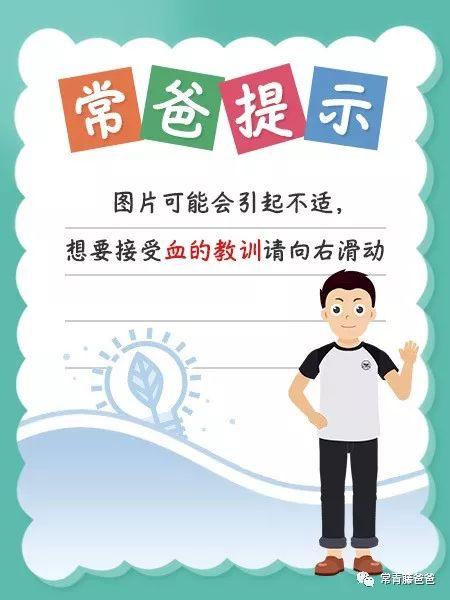 常爸提示
图片可能会引起不适，
想要接受血的教训请向右滑动
常青藤爸爸